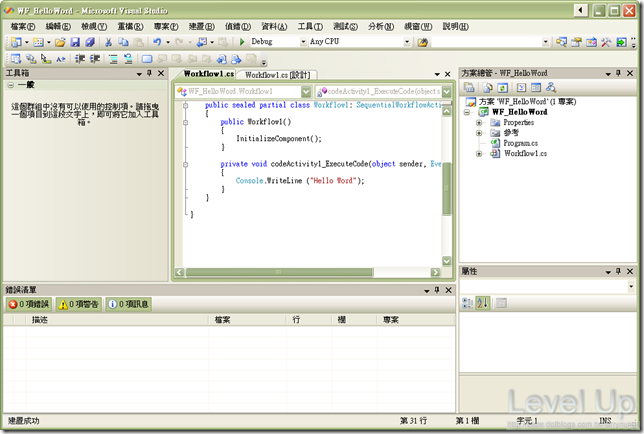 WF_HelloWord - Microsoft Visual Studio
檔案(F) 編輯(E) 檢視(V) 重構(R) 專案(P) 建置(B) 偵錯(D) 資料(A) 工具(T) 測試(S) 分析(N) 視窗(W) 說明(H)
Debug Any CPU
工具箱
一般
這個群組中沒有可以使用的控制項。請拖曳一個項目到這段文字上，即可將它加入工具箱。
Workflow1.cs Workflow1.cs [設計]
WF_HelloWord.Workflow1 codeActivity1_ExecuteCode(object s
public sealed partial class Workflow1: SequentialWorkflowActi
{
public Workflow1()
{
InitializeComponent();
}
private void codeActivity1_ExecuteCode(object sender, Eve
{
Console.WriteLine ("Hello Word");
}
}
}
方案總管 - WF_HelloWord
方案 'WF_HelloWord' (1 專案)
WF_HelloWord
Properties
參考
Program.cs
Workflow1.cs
屬性
錯誤清單
0 項錯誤 0 項警告 0 項訊息
描述 檔案 行 欄 專案
Level Up
建置成功 第 31 行 第 1 欄 字元 1 INS